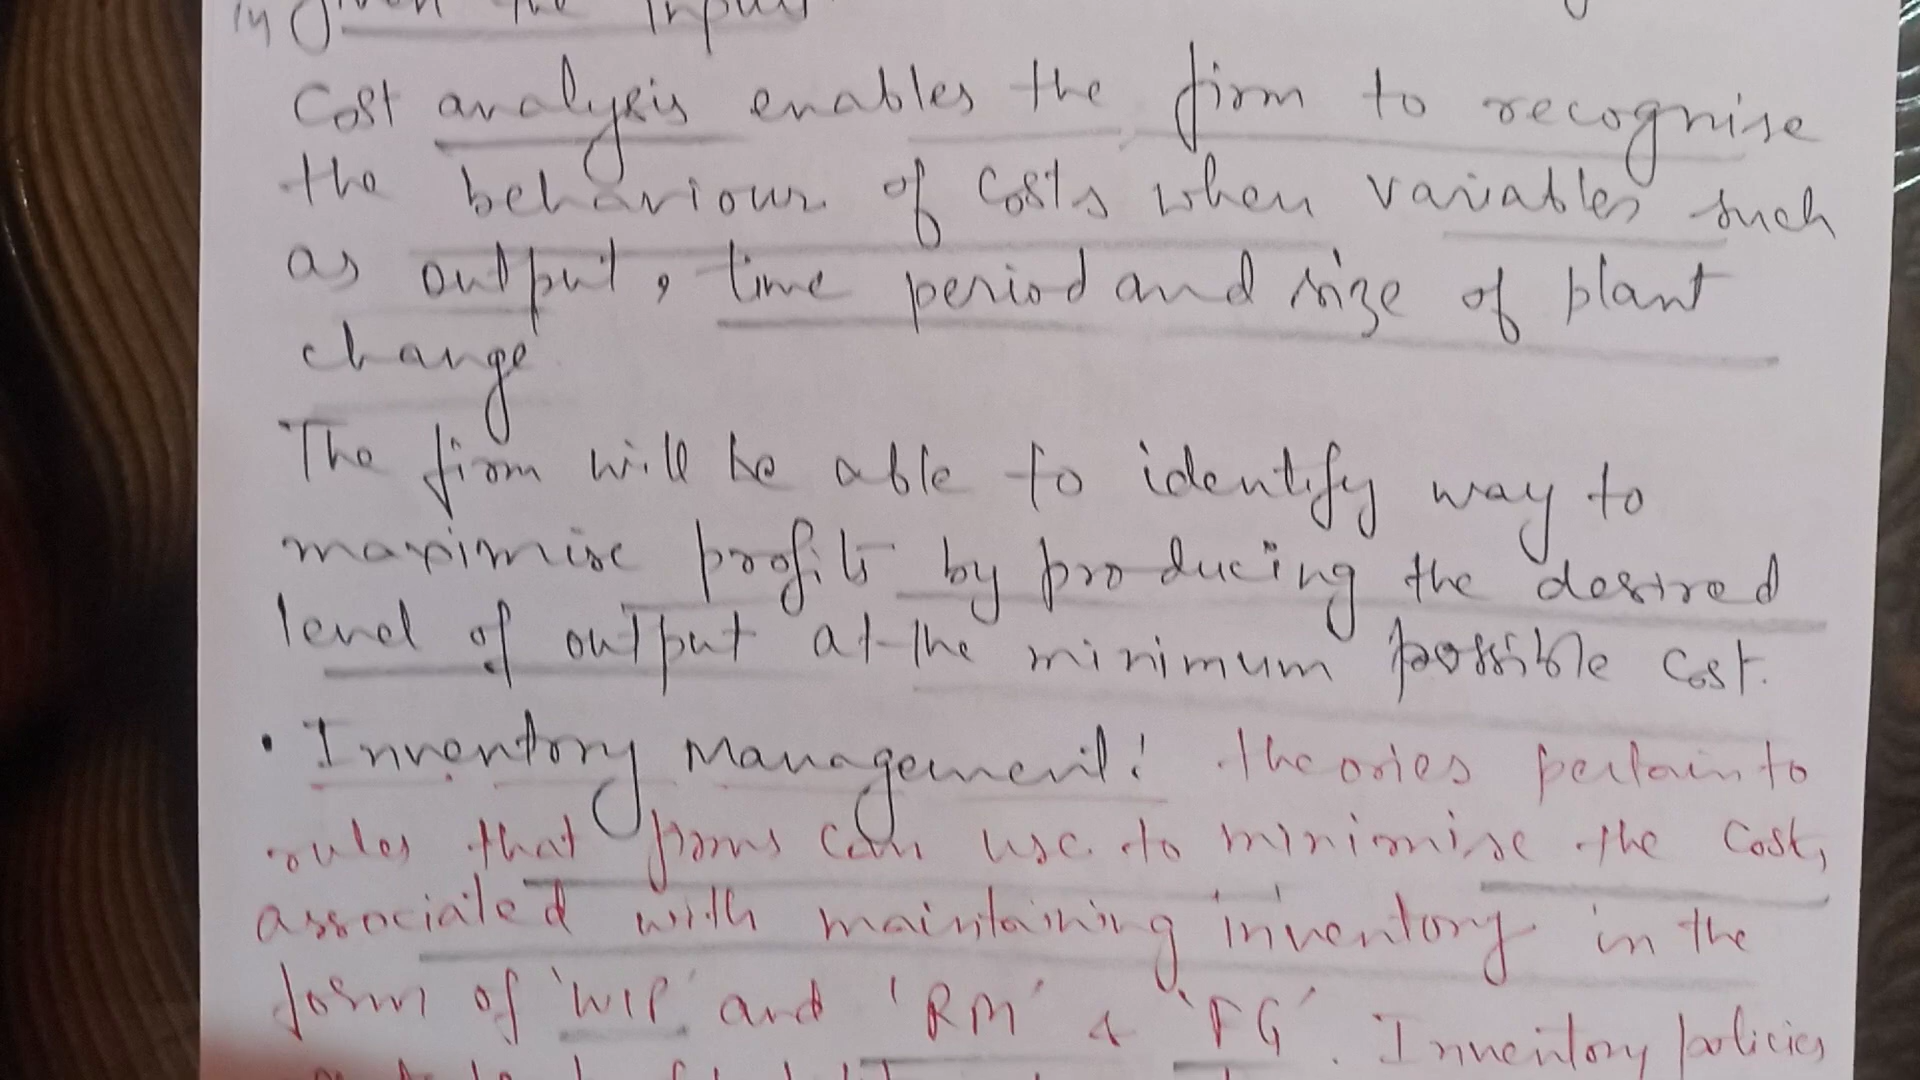 given the input
Cost analysis enables the firm to recognise
the behaviour of costs when variables such
as output, time period and size of plant
change
The firm will be able to identify way to
maximise profits by producing the desired
level of output at the minimum possible cost.
• Inventory Management: theories pertain to
rules that firms can use to minimise the costs
associated with maintaining inventory in the
form of 'WIP' and 'RM' & 'FG'. Inventory policies